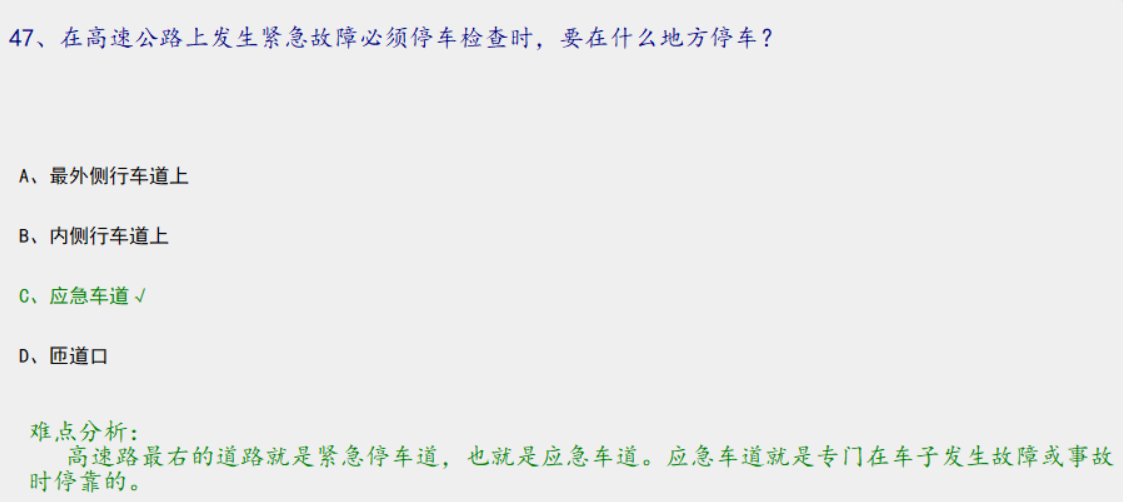 47、在高速公路上发生紧急故障必须停车检查时，要在什么地方停车？
A、最外侧行车道上
B、内侧行车道上
C、应急车道√
D、匝道口
难点分析：
高速路最右的道路就是紧急停车道，也就是应急车道。应急车道就是专门在车子发生故障或事故
时停靠的。